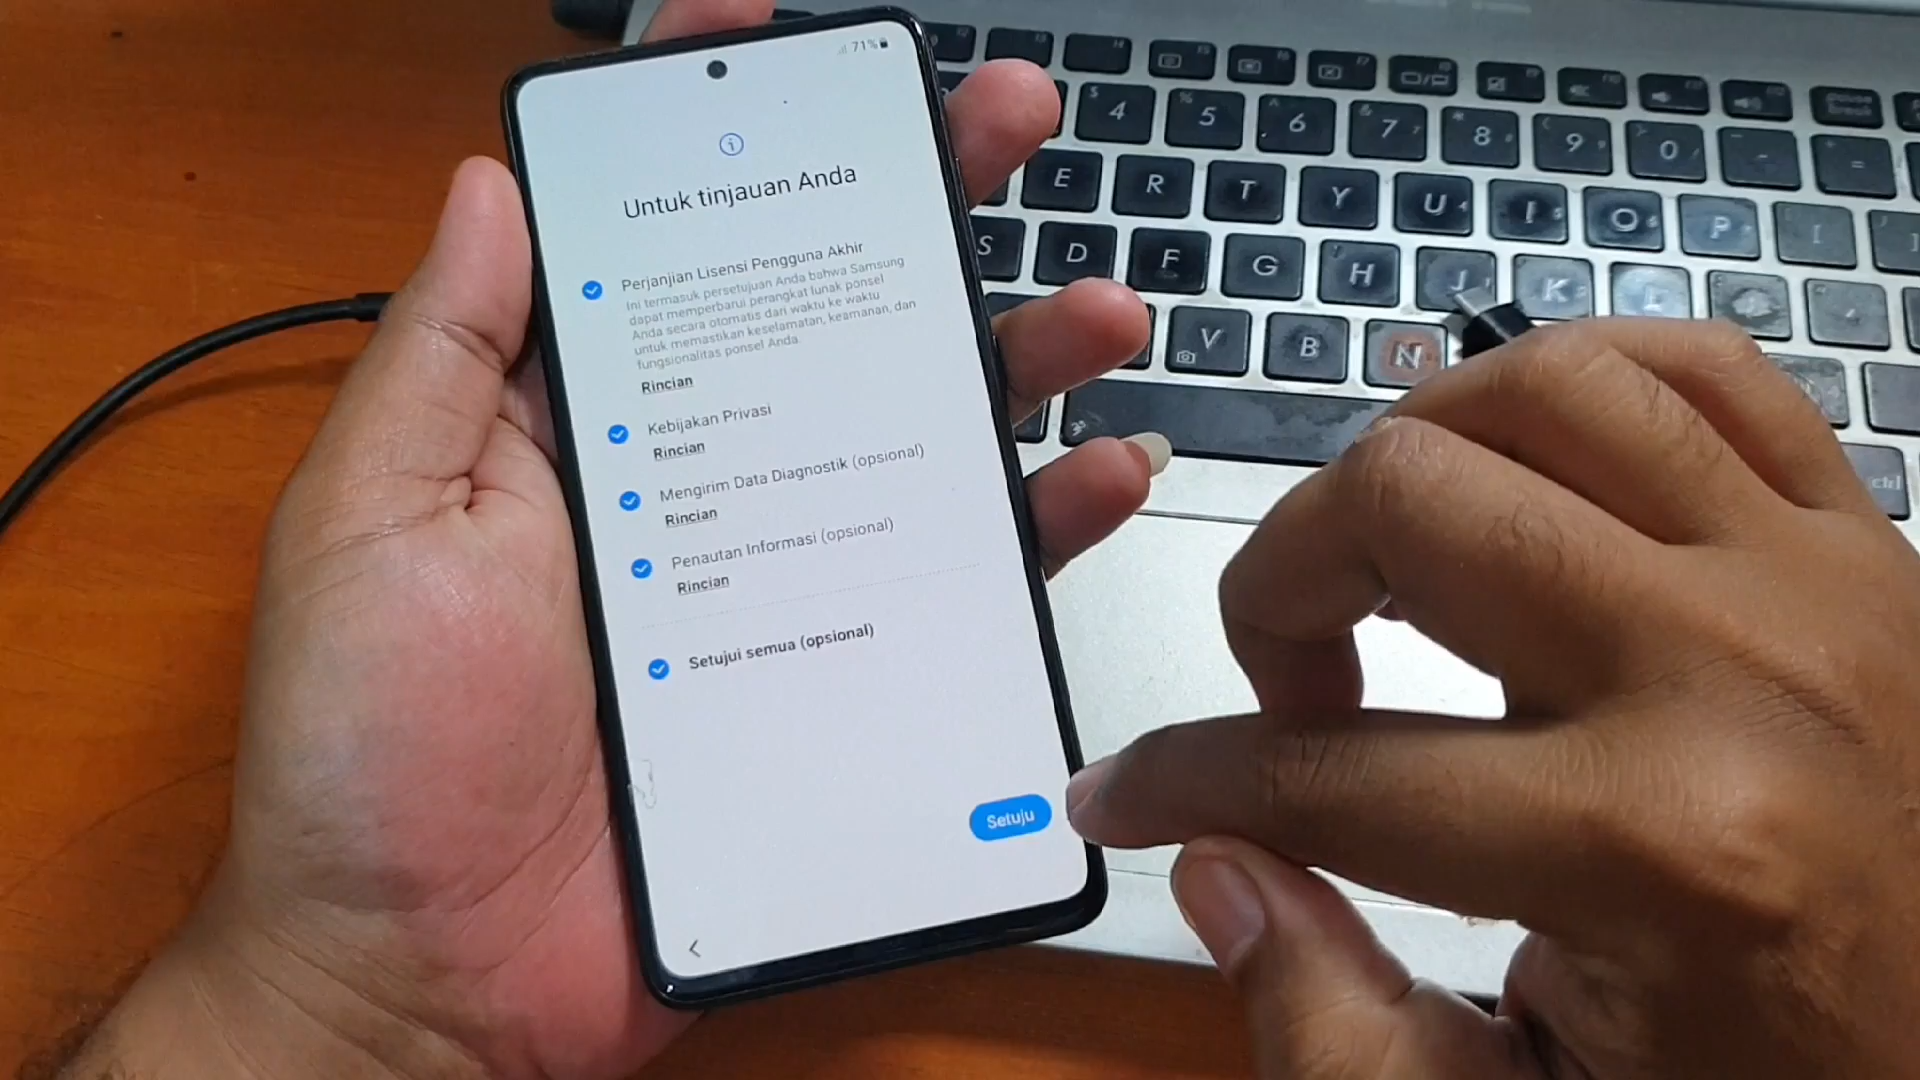 71%
Untuk tinjauan Anda
Perjanjian Lisensi Pengguna Akhir
Ini termasuk persetujuan Anda bahwa Samsung
dapat memperbarui perangkat lunak ponsel
Anda secara otomatis dari waktu ke waktu
untuk memastikan keselamatan, keamanan, dan
fungsionalitas ponsel Anda.
Rincian
Kebijakan Privasi
Rincian
Mengirim Data Diagnostik (opsional)
Rincian
Penautan Informasi (opsional)
Rincian
Setujui semua (opsional)
Setuju
$ 4 % 5 ^ 6 & 7 * 8 ( 9 ) 0 - =
E R T Y U I O P [ ]
S D F G H J K L
V B N
ctrl